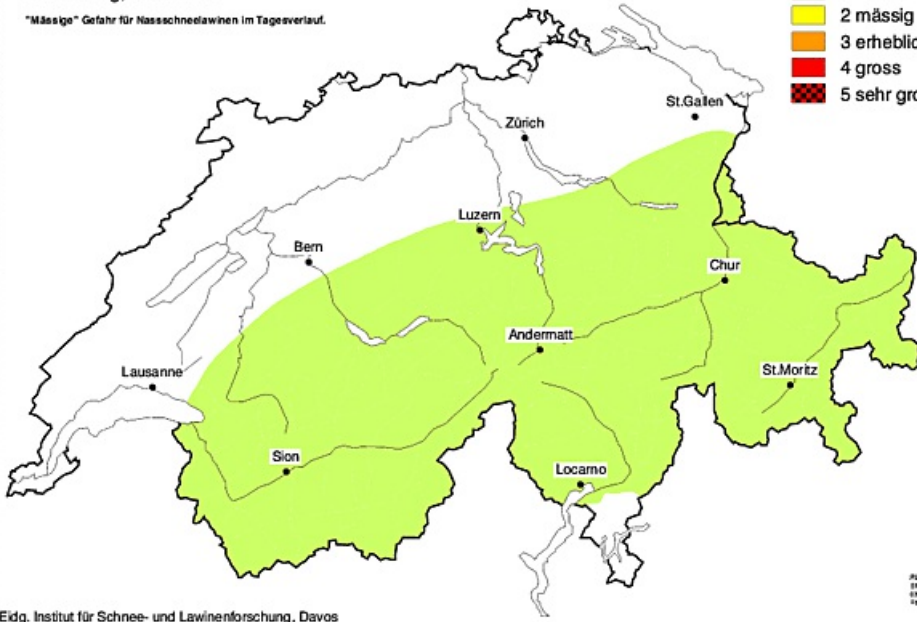 "Mässige" Gefahr für Nassschneelawinen im Tagesverlauf.
2 mässig
3 erheblic
4 gross
5 sehr gro
St.Gallen
Zürich
Luzern
Bern
Chur
Andermatt
Lausanne
St.Moritz
Sion
Locarno
Eidg. Institut für Schnee- und Lawinenforschung, Davos